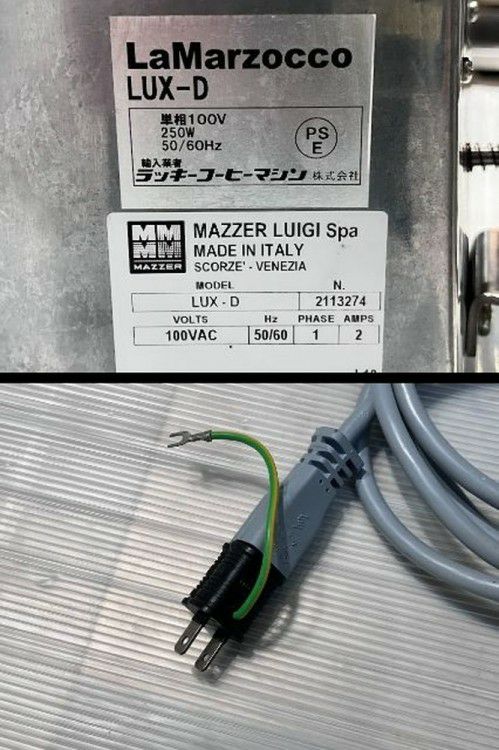 LaMarzocco
LUX-D
単相100V
250W
50/60Hz
PS
E
輸入業者
ラッキーコーヒーマシン 株式会社
MAZZER
MAZZER LUIGI Spa
MADE IN ITALY
SCORZE' - VENEZIA
MODEL N.
LUX - D 2113274
VOLTS Hz PHASE AMPS
100VAC 50/60 1 2